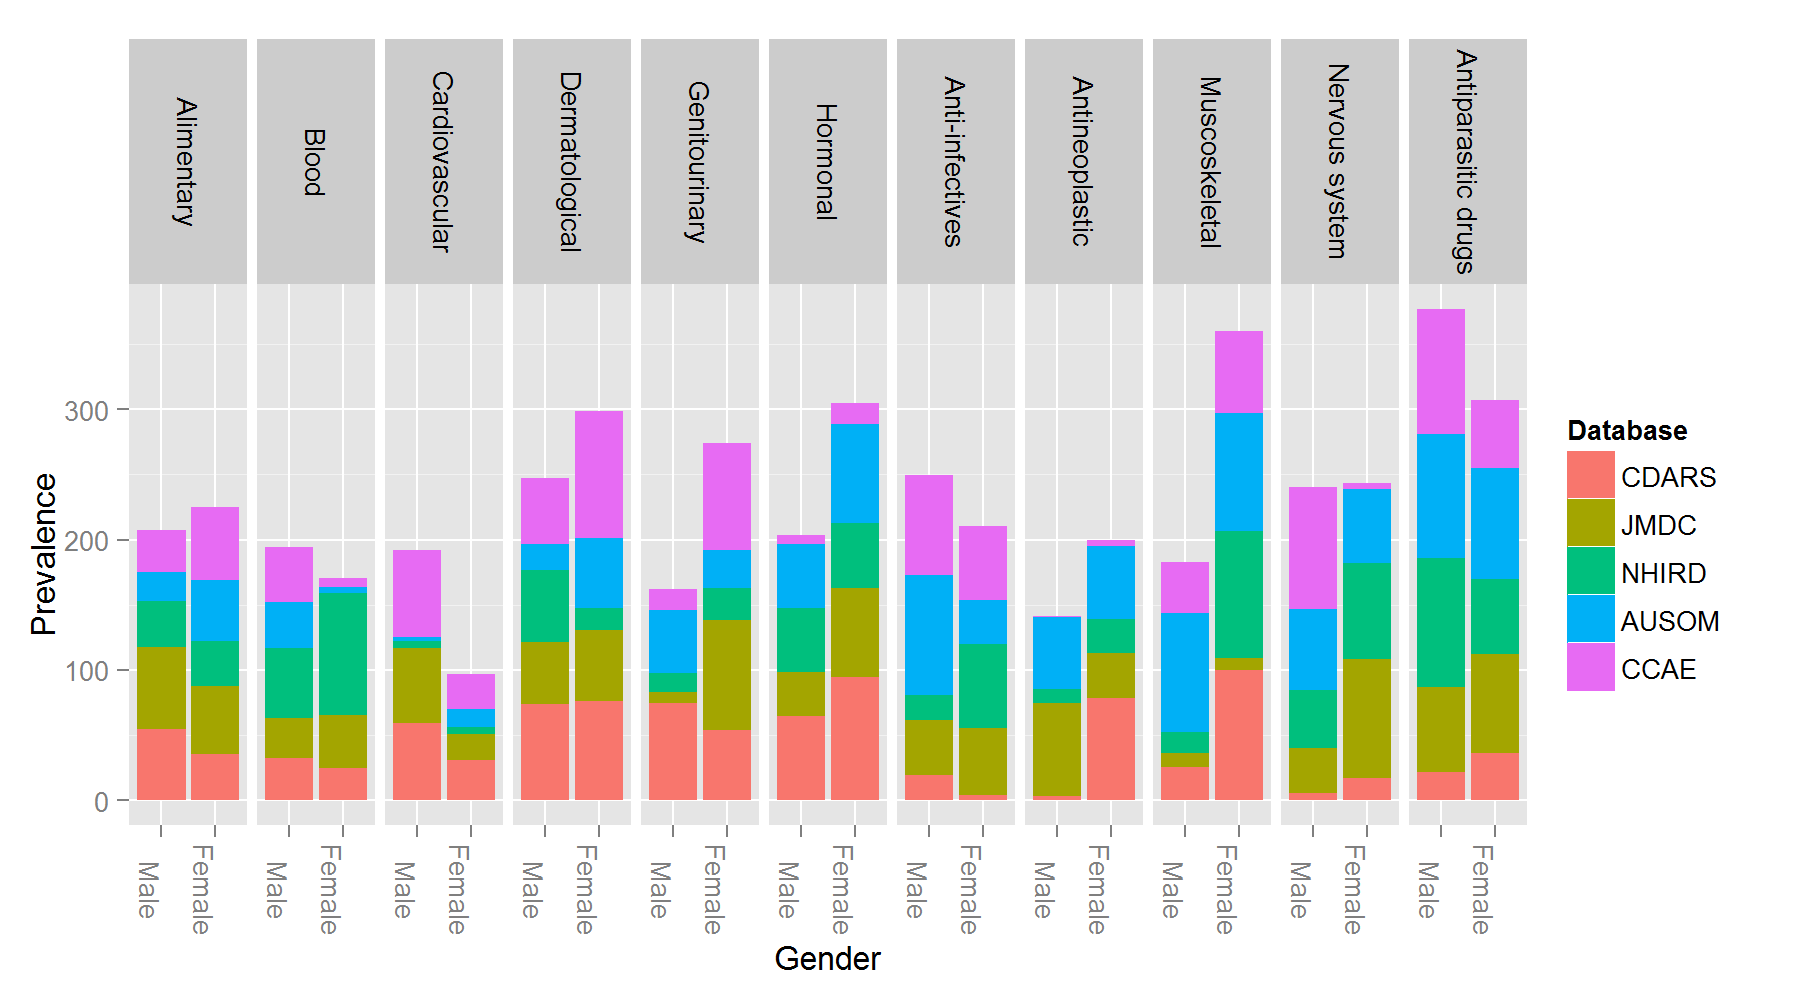 Alimentary
Blood
Cardiovascular
Dermatological
Genitourinary
Hormonal
Anti-infectives
Antineoplastic
Muscoskeletal
Nervous system
Antiparasitic drugs
300
200
100
0
Prevalence
Male
Female
Male
Female
Male
Female
Male
Female
Male
Female
Male
Female
Male
Female
Male
Female
Male
Female
Male
Female
Male
Female
Gender
Database
CDARS
JMDC
NHIRD
AUSOM
CCAE